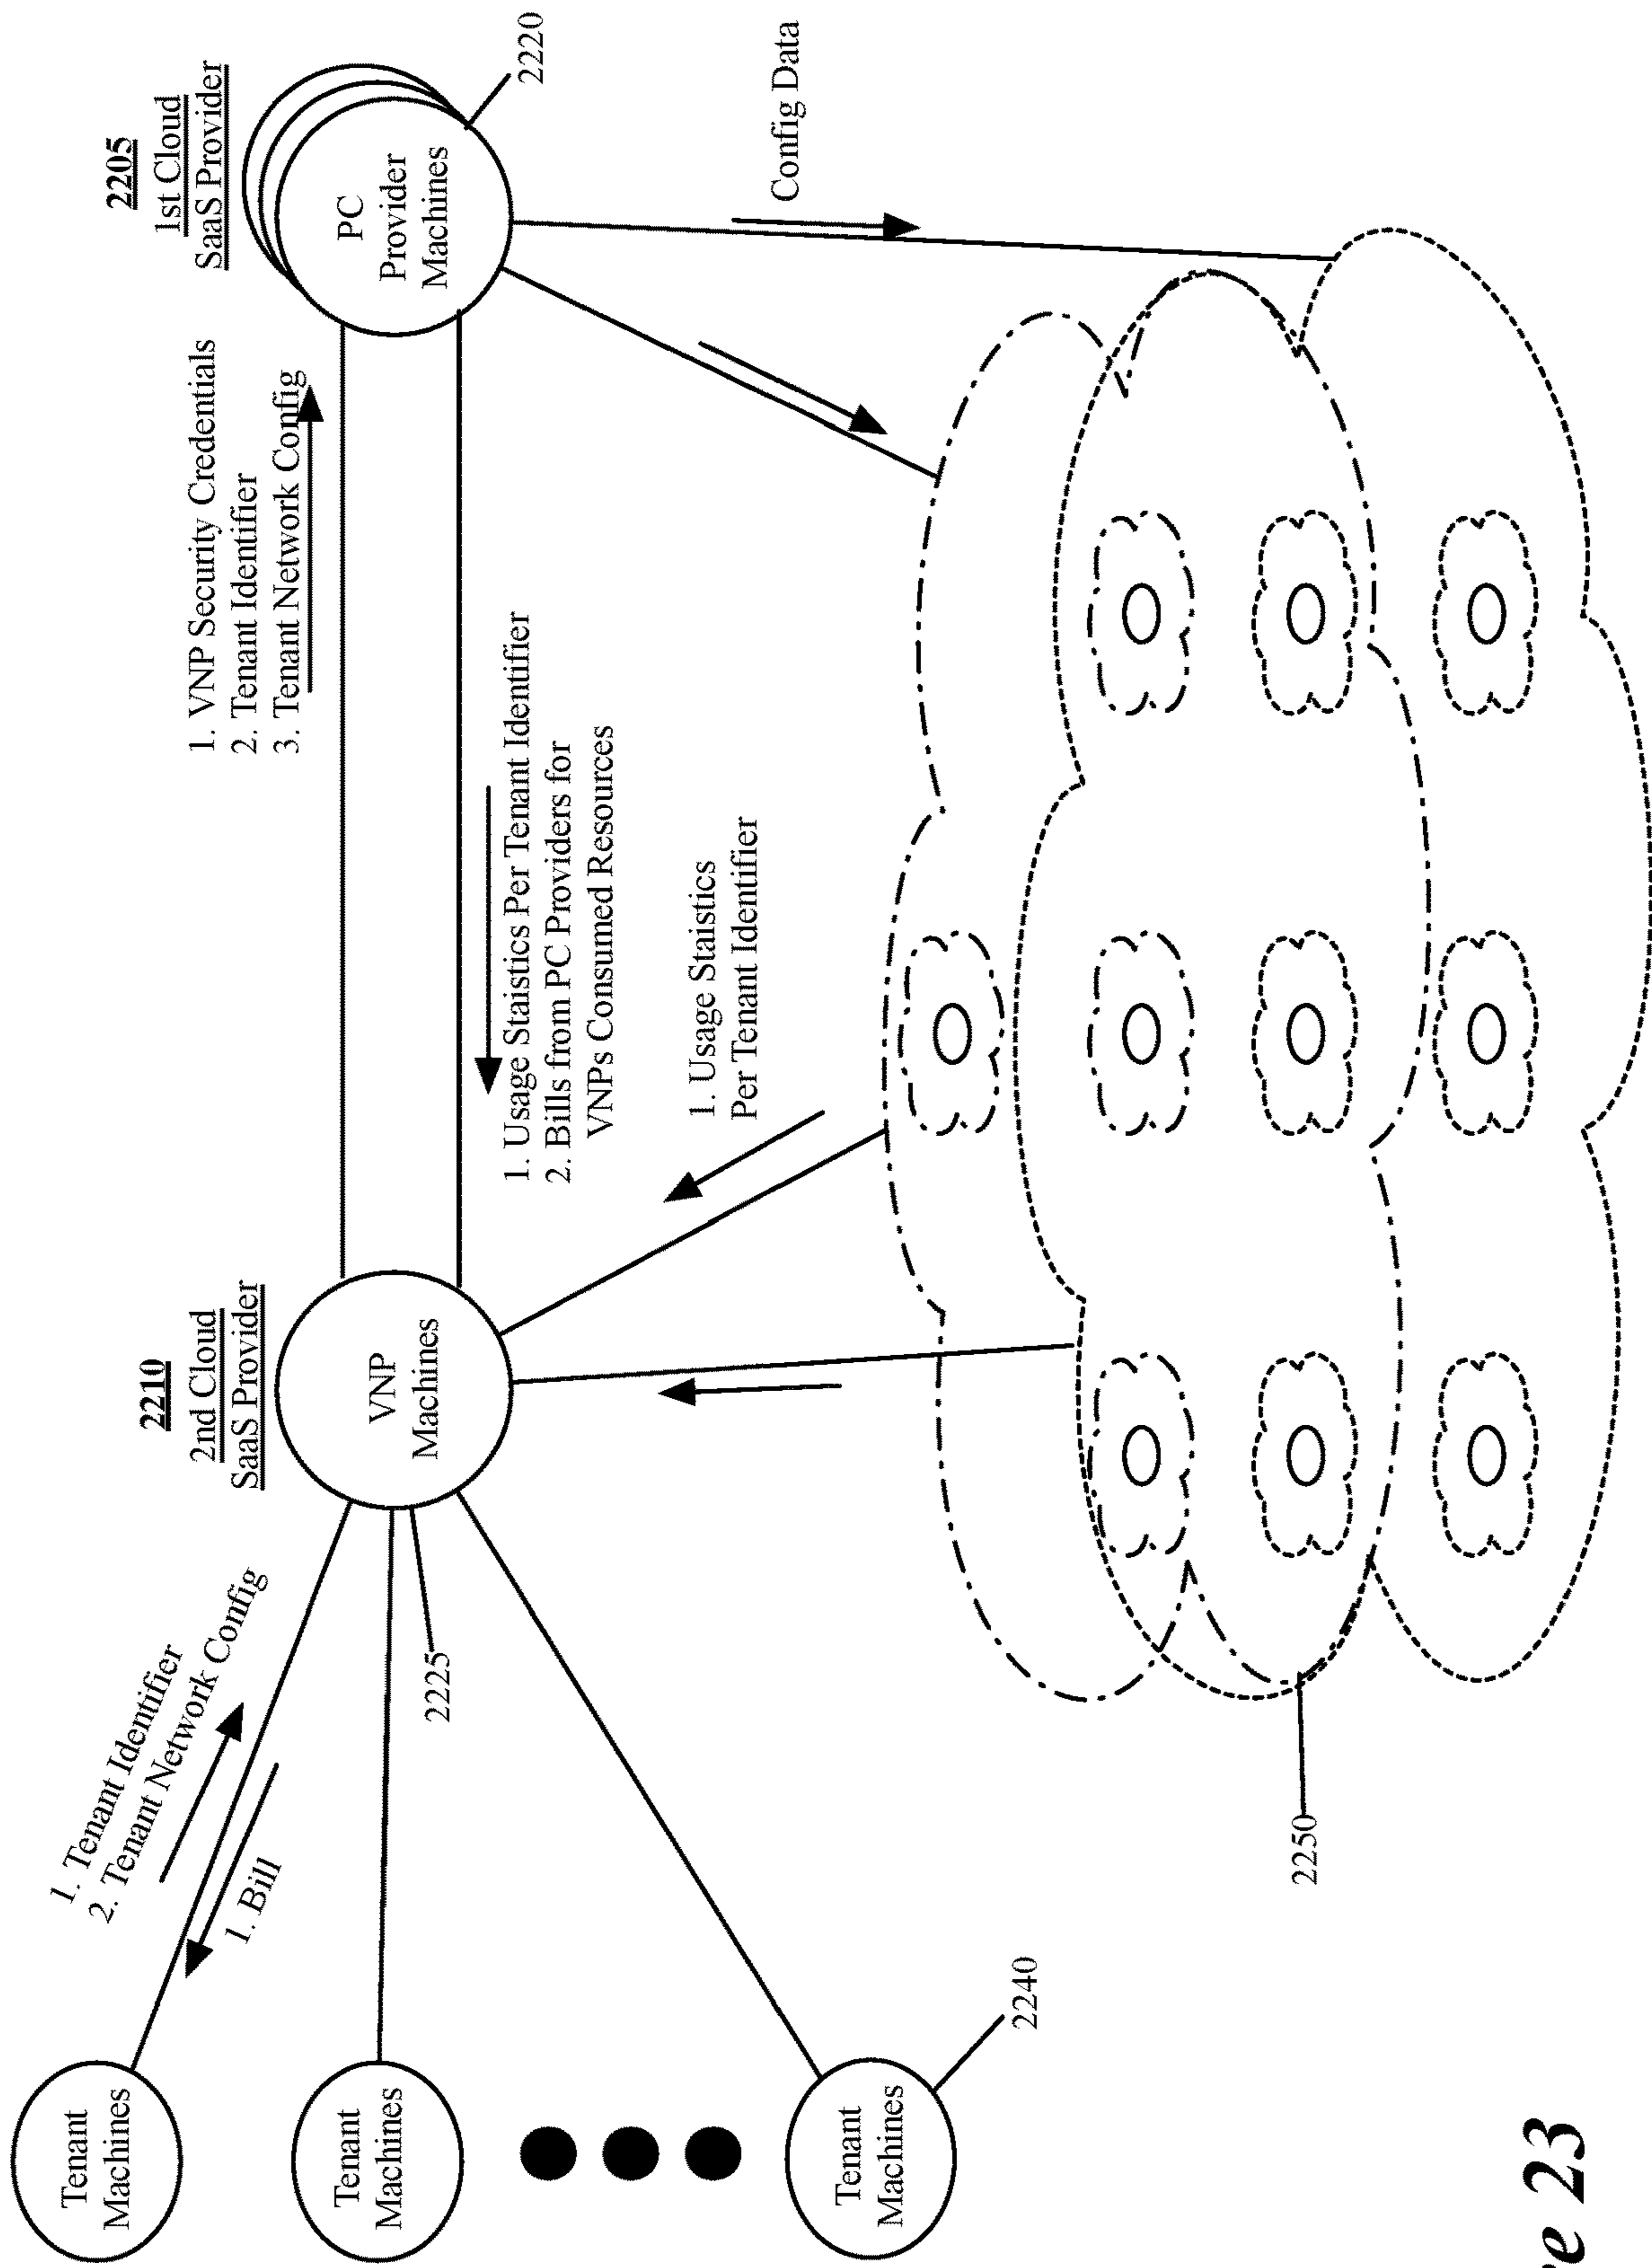 2205
1st Cloud
SaaaS Provider
PC
Provider
Machines
2220
Config Data
1. VNP Security Credentials
2. Tenant Identifier
3. Tenant Network Config
1. Usage Staistics Per Tenant Identifier
2. Bills from PC Providers for
VNPs Consumed Resources
1. Usage Staistics
Per Tenant Identifier
2210
2nd Cloud
SaaS Provider
VNP
Machines
2225
1. Tenant Identifier
2. Tenant Network Config
1. Bill
Tenant
Machines
Tenant
Machines
Tenant
Machines
2240
2250
23